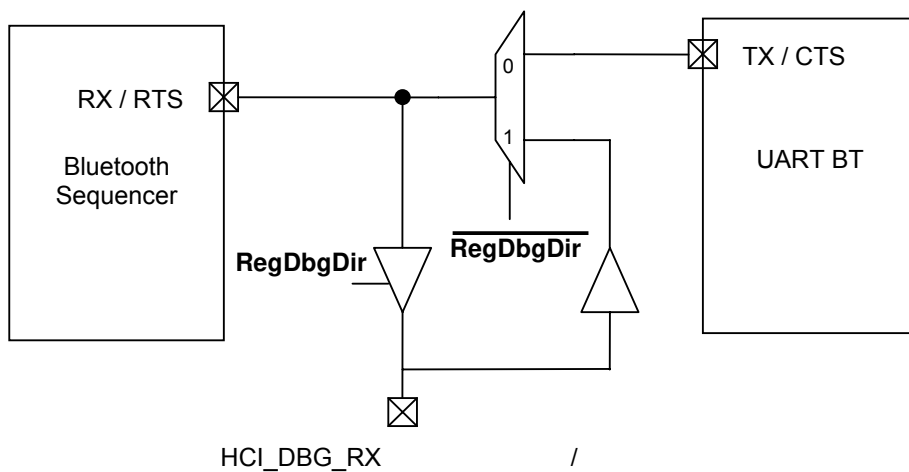 TX / CTS
0
RX / RTS
1
Bluetooth
Sequencer
UART BT
RegDbgDir
RegDbgDir
HCI_DBG_RX /